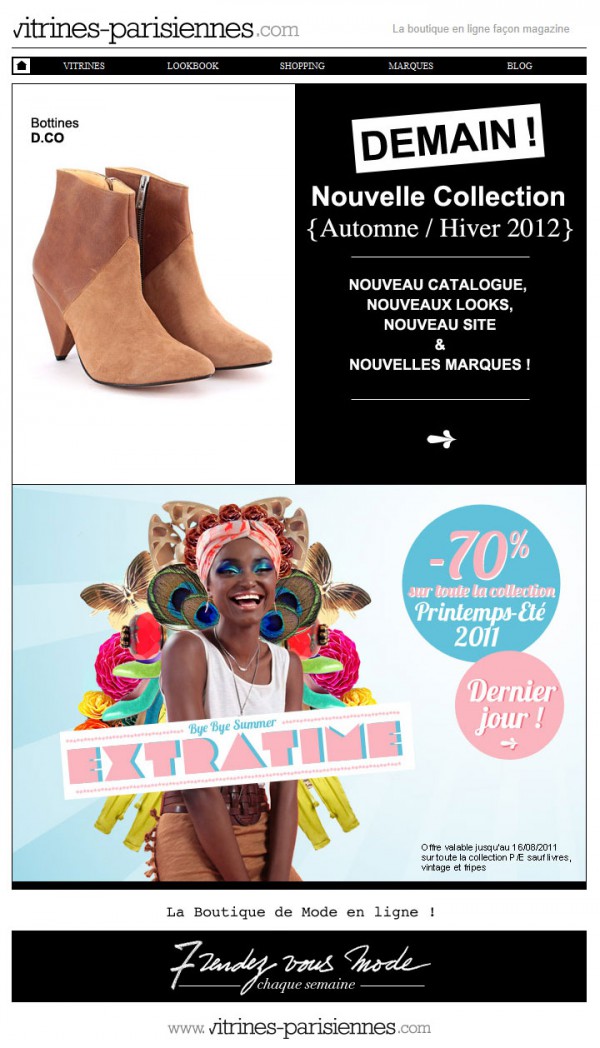 vitrines-parisiennes.com
La boutique en ligne façon magazine
VITRINES LOOKBOOK SHOPPING MARQUES BLOG
Bottines
D.CO
DEMAIN !
Nouvelle Collection
{Automne / Hiver 2012}
NOUVEAU CATALOGUE,
NOUVEAUX LOOKS,
NOUVEAU SITE
&
NOUVELLES MARQUES !
-70%
sur toute la collection
Printemps-Eté
2011
Dernier
jour !
Bye Bye Summer
EXTRATIME
Offre valable jusqu'au 16/08/2011
sur toute la collection P/E sauf livres,
vintage et fripes
La Boutique de Mode en ligne !
7 rendez vous Mode
chaque semaine
www.vitrines-parisiennes.com